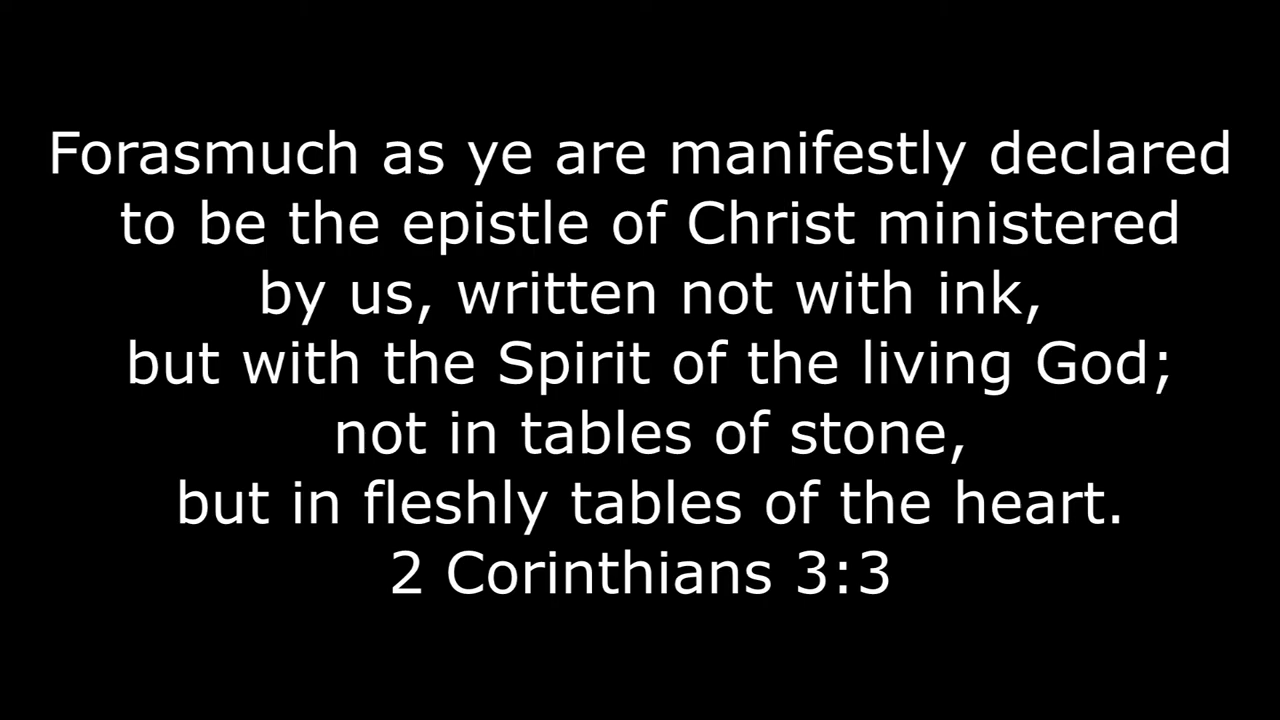 Forasmuch as ye are manifestly declared
to be the epistle of Christ ministered
by us, written not with ink,
but with the Spirit of the living God;
not in tables of stone,
but in fleshly tables of the heart.
2 Corinthians 3:3